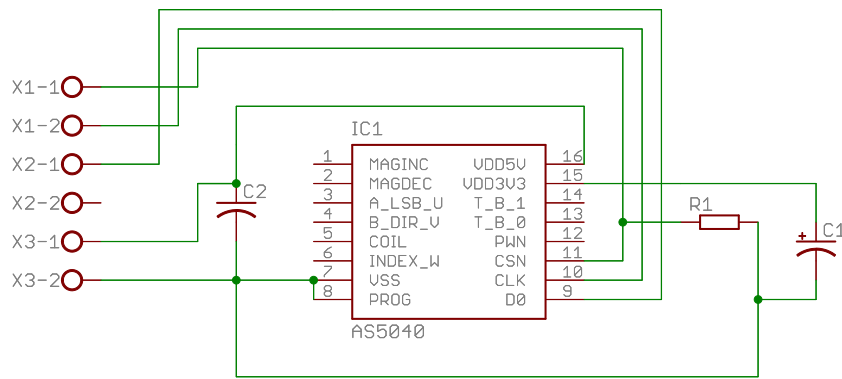 X1-1
X1-2
X2-1
X2-2
X3-1
X3-2
C2
IC1
1 MAGINC VDD5V 16
2 MAGDEC VDD3V3 15
3 A_LSB_U T_B_1 14
4 B_DIR_V T_B_0 13
5 COIL PWN 12
6 INDEX_W CSN 11
7 VSS CLK 10
8 PROG D0 9
AS5040
R1
+ C1